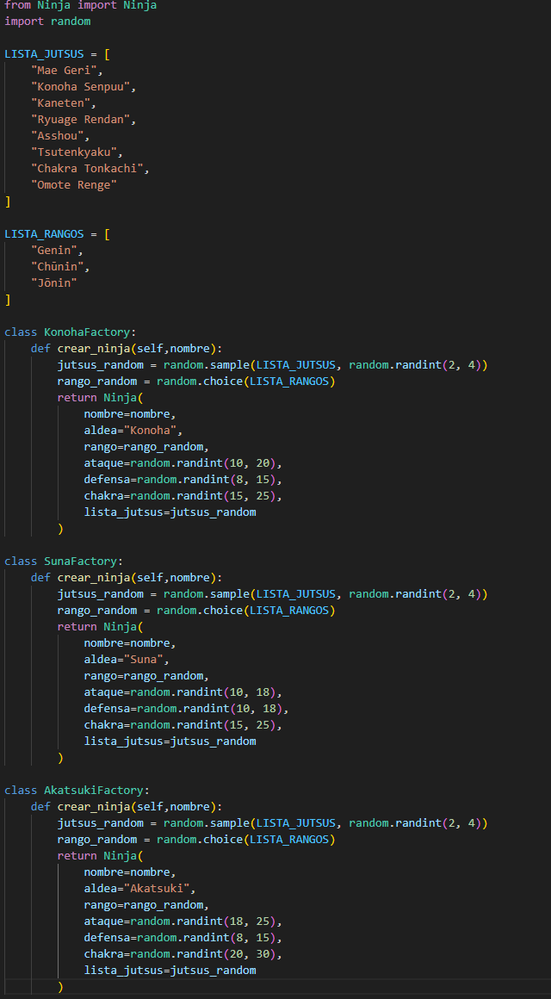 from Ninja import Ninja
import random

LISTA_JUTSUS = [
    "Mae Geri",
    "Konoha Senpuu",
    "Kaneten",
    "Ryuage Rendan",
    "Asshou",
    "Tsutenkyaku",
    "Chakra Tonkachi",
    "Omote Renge"
]

LISTA_RANGOS = [
    "Genin",
    "Chūnin",
    "Jōnin"
]

class KonohaFactory:
    def crear_ninja(self,nombre):
        jutsus_random = random.sample(LISTA_JUTSUS, random.randint(2, 4))
        rango_random = random.choice(LISTA_RANGOS)
        return Ninja(
            nombre=nombre,
            aldea="Konoha",
            rango=rango_random,
            ataque=random.randint(10, 20),
            defensa=random.randint(8, 15),
            chakra=random.randint(15, 25),
            lista_jutsus=jutsus_random
        )

class SunaFactory:
    def crear_ninja(self,nombre):
        jutsus_random = random.sample(LISTA_JUTSUS, random.randint(2, 4))
        rango_random = random.choice(LISTA_RANGOS)
        return Ninja(
            nombre=nombre,
            aldea="Suna",
            rango=rango_random,
            ataque=random.randint(10, 18),
            defensa=random.randint(10, 18),
            chakra=random.randint(15, 25),
            lista_jutsus=jutsus_random
        )

class AkatsukiFactory:
    def crear_ninja(self,nombre):
        jutsus_random = random.sample(LISTA_JUTSUS, random.randint(2, 4))
        rango_random = random.choice(LISTA_RANGOS)
        return Ninja(
            nombre=nombre,
            aldea="Akatsuki",
            rango=rango_random,
            ataque=random.randint(18, 25),
            defensa=random.randint(8, 15),
            chakra=random.randint(20, 30),
            lista_jutsus=jutsus_random
        )